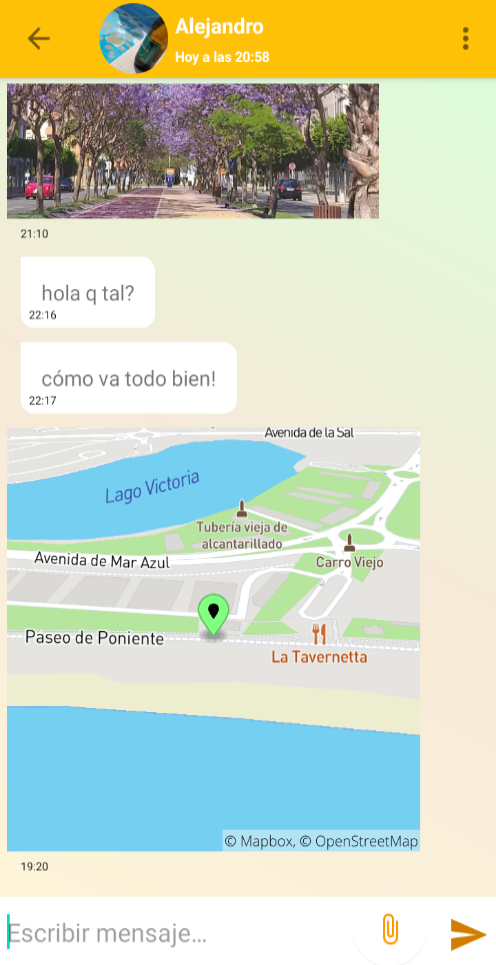 Alejandro
Hoy a las 20:58
21:10
hola q tal?
22:16
cómo va todo bien!
22:17
Avenida de la Sal
Lago Victoria
Tubería vieja de
alcantarillado
Avenida de Mar Azul
Carro Viejo
Paseo de Poniente
La Tavernetta
© Mapbox, © OpenStreetMap
19:20
Escribir mensaje...